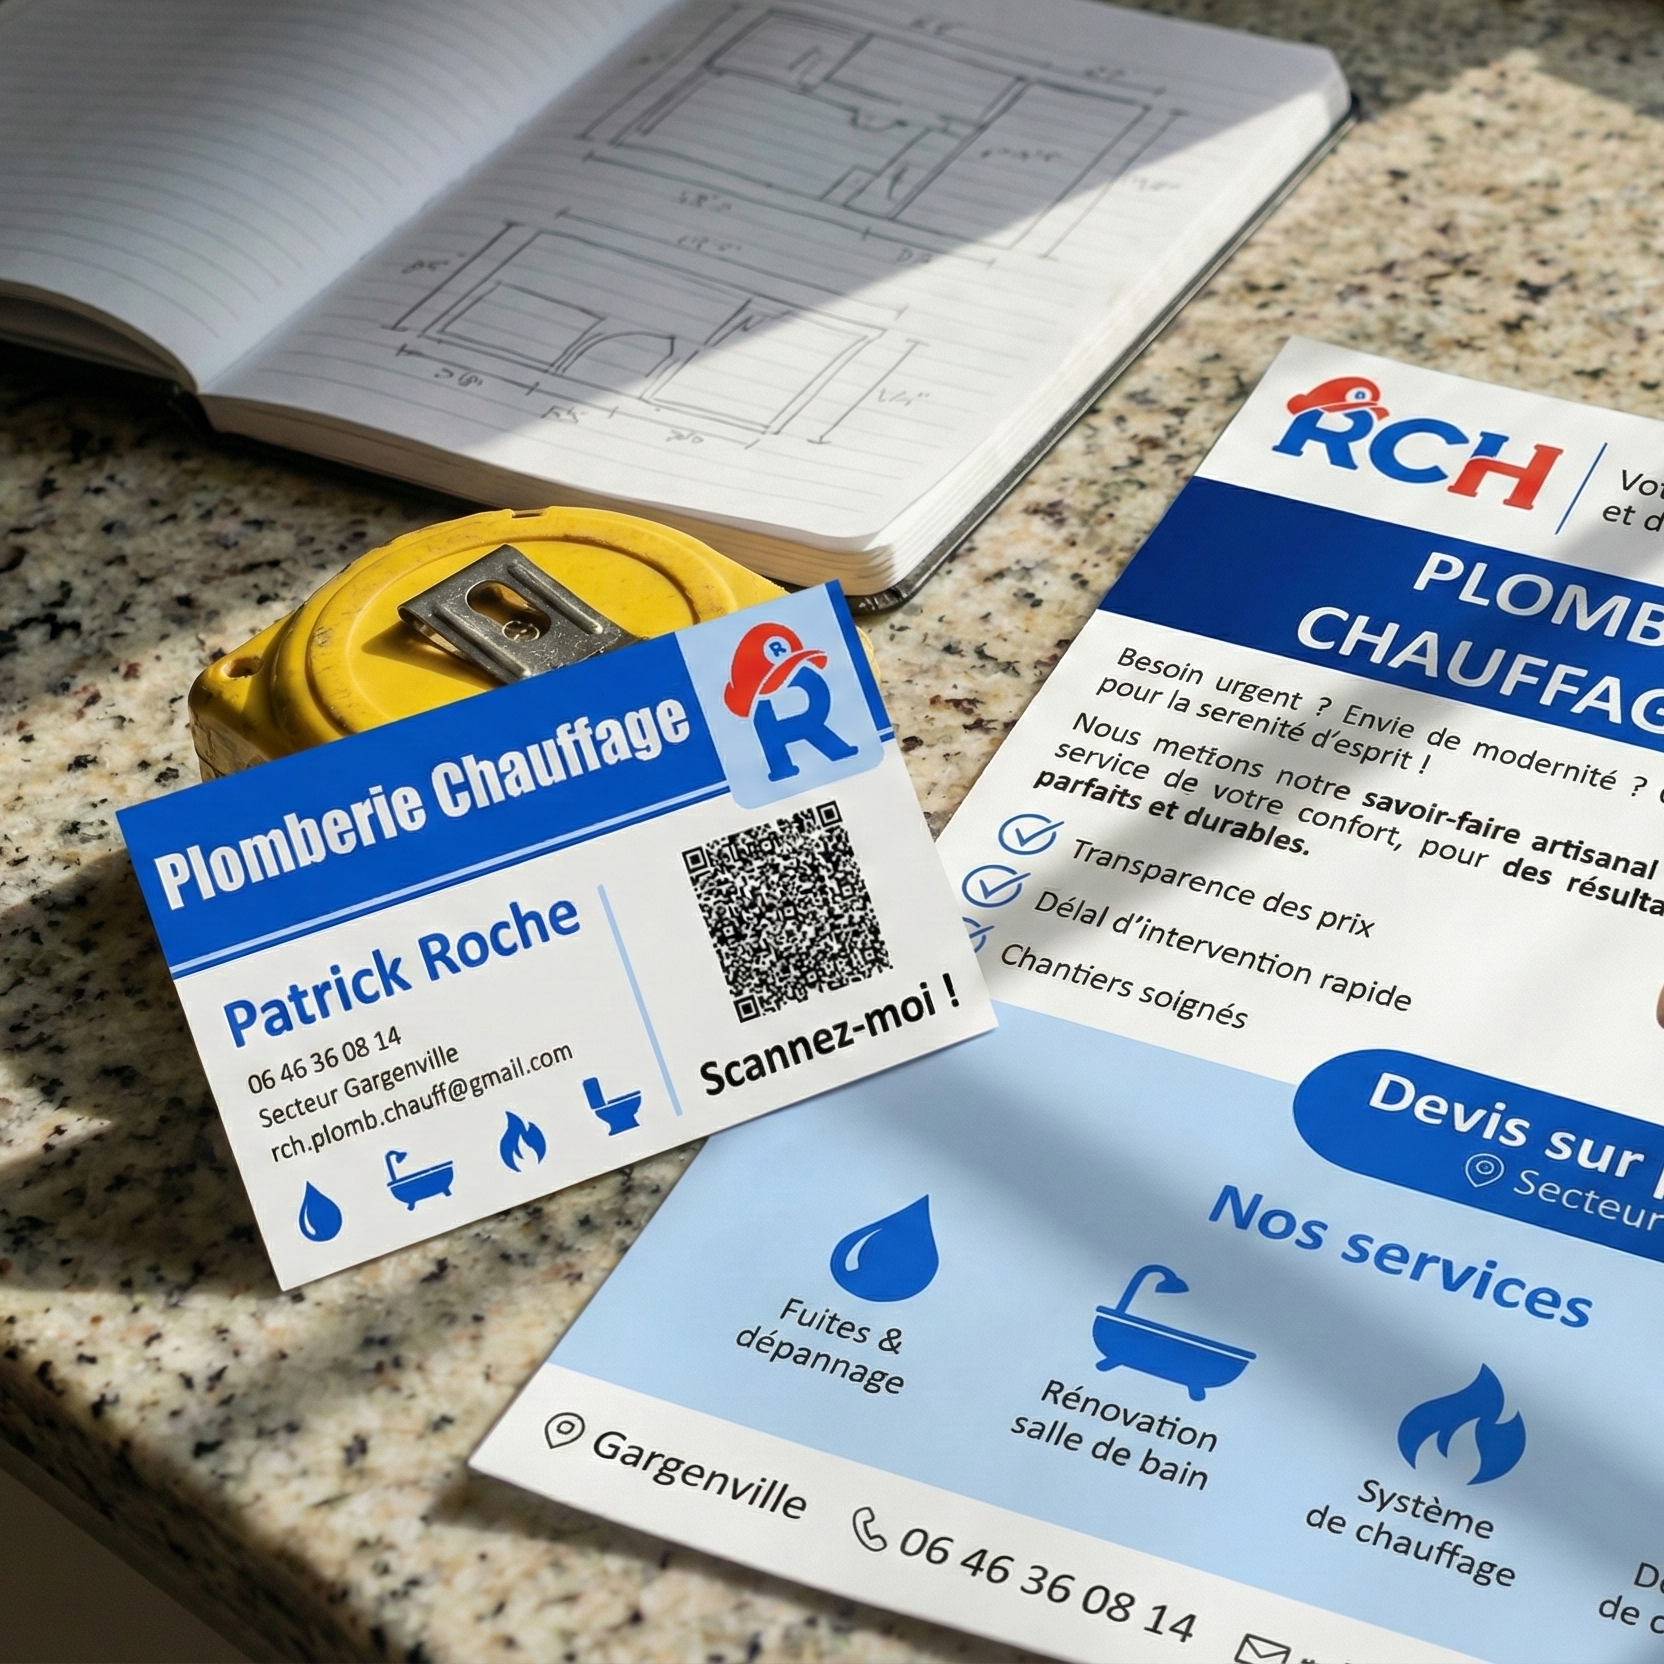 Plomberie Chauffage
R
R
Patrick Roche
06 46 36 08 14
Secteur Gargenville
rch.plomb.chauff@gmail.com
Scannez-moi !
RCH
Vot
et d
PLOMB
CHAUFFAG
Besoin urgent ? Envie de modernité ?
pour la serenité d'esprit !
Nous mettons notre savoir-faire artisanal
service de votre confort, pour des résulta
parfaits et durables.
Transparence des prix
Délal d'intervention rapide
Chantiers soignés
Devis sur
Secteur
Nos services
Fuites &
dépannage
Rénovation
salle de bain
Système
de chauffage
De
de c
Gargenville
06 46 36 08 14